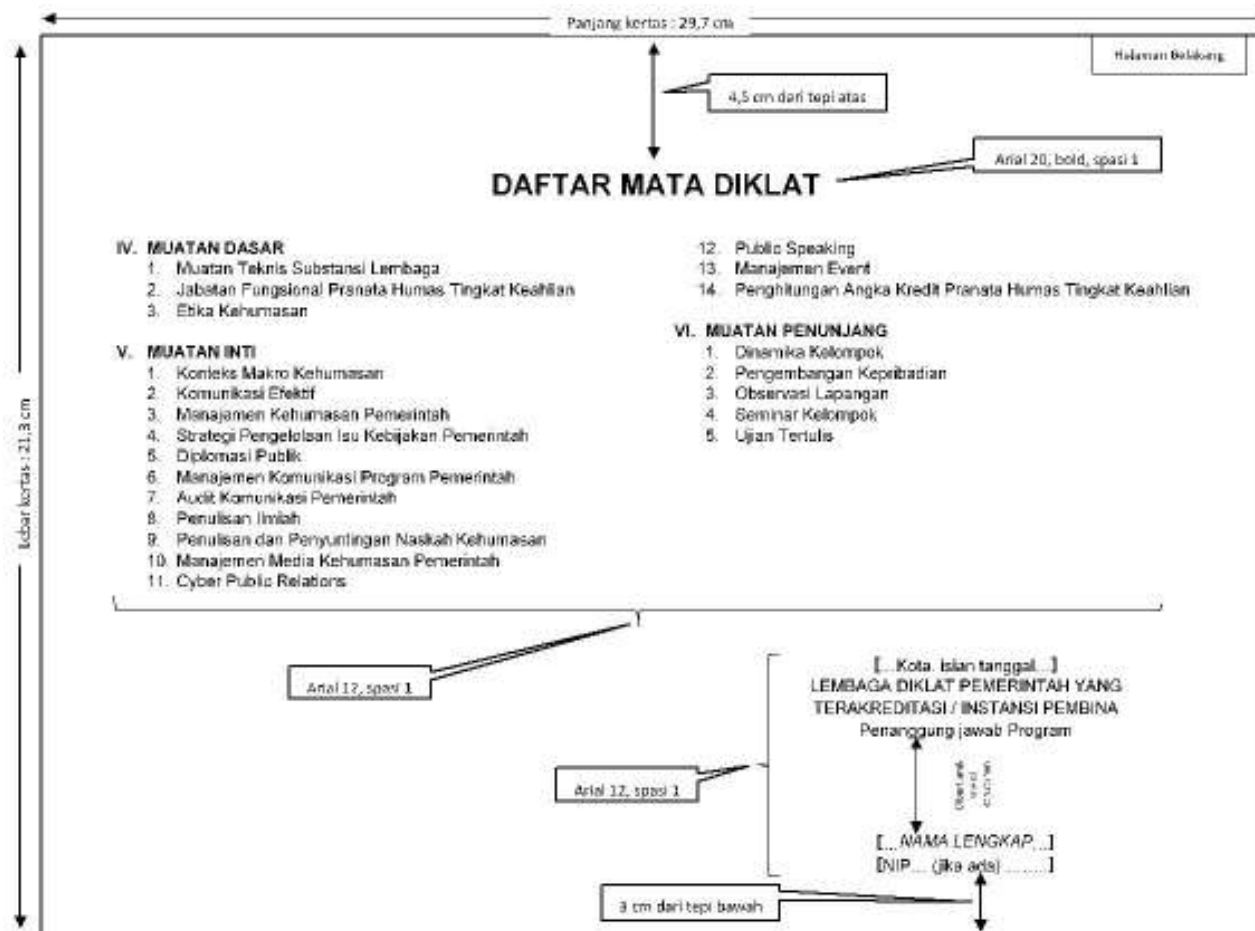 Panjang kertas : 29,7 cm
Halaman Belakang
4,5 cm dari tepi atas
Arial 20, bold, spasi 1
DAFTAR MATA DIKLAT
IV. MUATAN DASAR
1. Muatan Teknis Substansi Lembaga
2. Jabatan Fungsional Pranata Humas Tingkat Keahlian
3. Etika Kehumasan
V. MUATAN INTI
1. Konteks Makro Kehumasan
2. Komunikasi Efektif
3. Manajemen Kehumasan Pemerintah
4. Strategi Pengelolaan Isu Kebijakan Pemerintah
5. Diplomasi Publik
6. Manajemen Komunikasi Program Pemerintah
7. Audit Komunikasi Pemerintah
8. Penulisan Ilmiah
9. Penulisan dan Penyuntingan Naskah Kehumasan
10. Manajemen Media Kehumasan Pemerintah
11. Cyber Public Relations
12. Public Speaking
13. Manajemen Event
14. Penghitungan Angka Kredit Pranata Humas Tingkat Keahlian
VI. MUATAN PENUNJANG
1. Dinamika Kelompok
2. Pengembangan Kepribadian
3. Observasi Lapangan
4. Seminar Kelompok
5. Ujian Tertulis
Lebar kertas : 21,3 cm
Arial 12, spasi 1
[...Kota, isian tanggal...]
LEMBAGA DIKLAT PEMERINTAH YANG
TERAKREDITASI / INSTANSI PEMBINA
Penanggung jawab Program
Arial 12, spasi 1
[...NAMA LENGKAP...]
[NIP.... (jika ada) ........]
3 cm dari tepi bawah